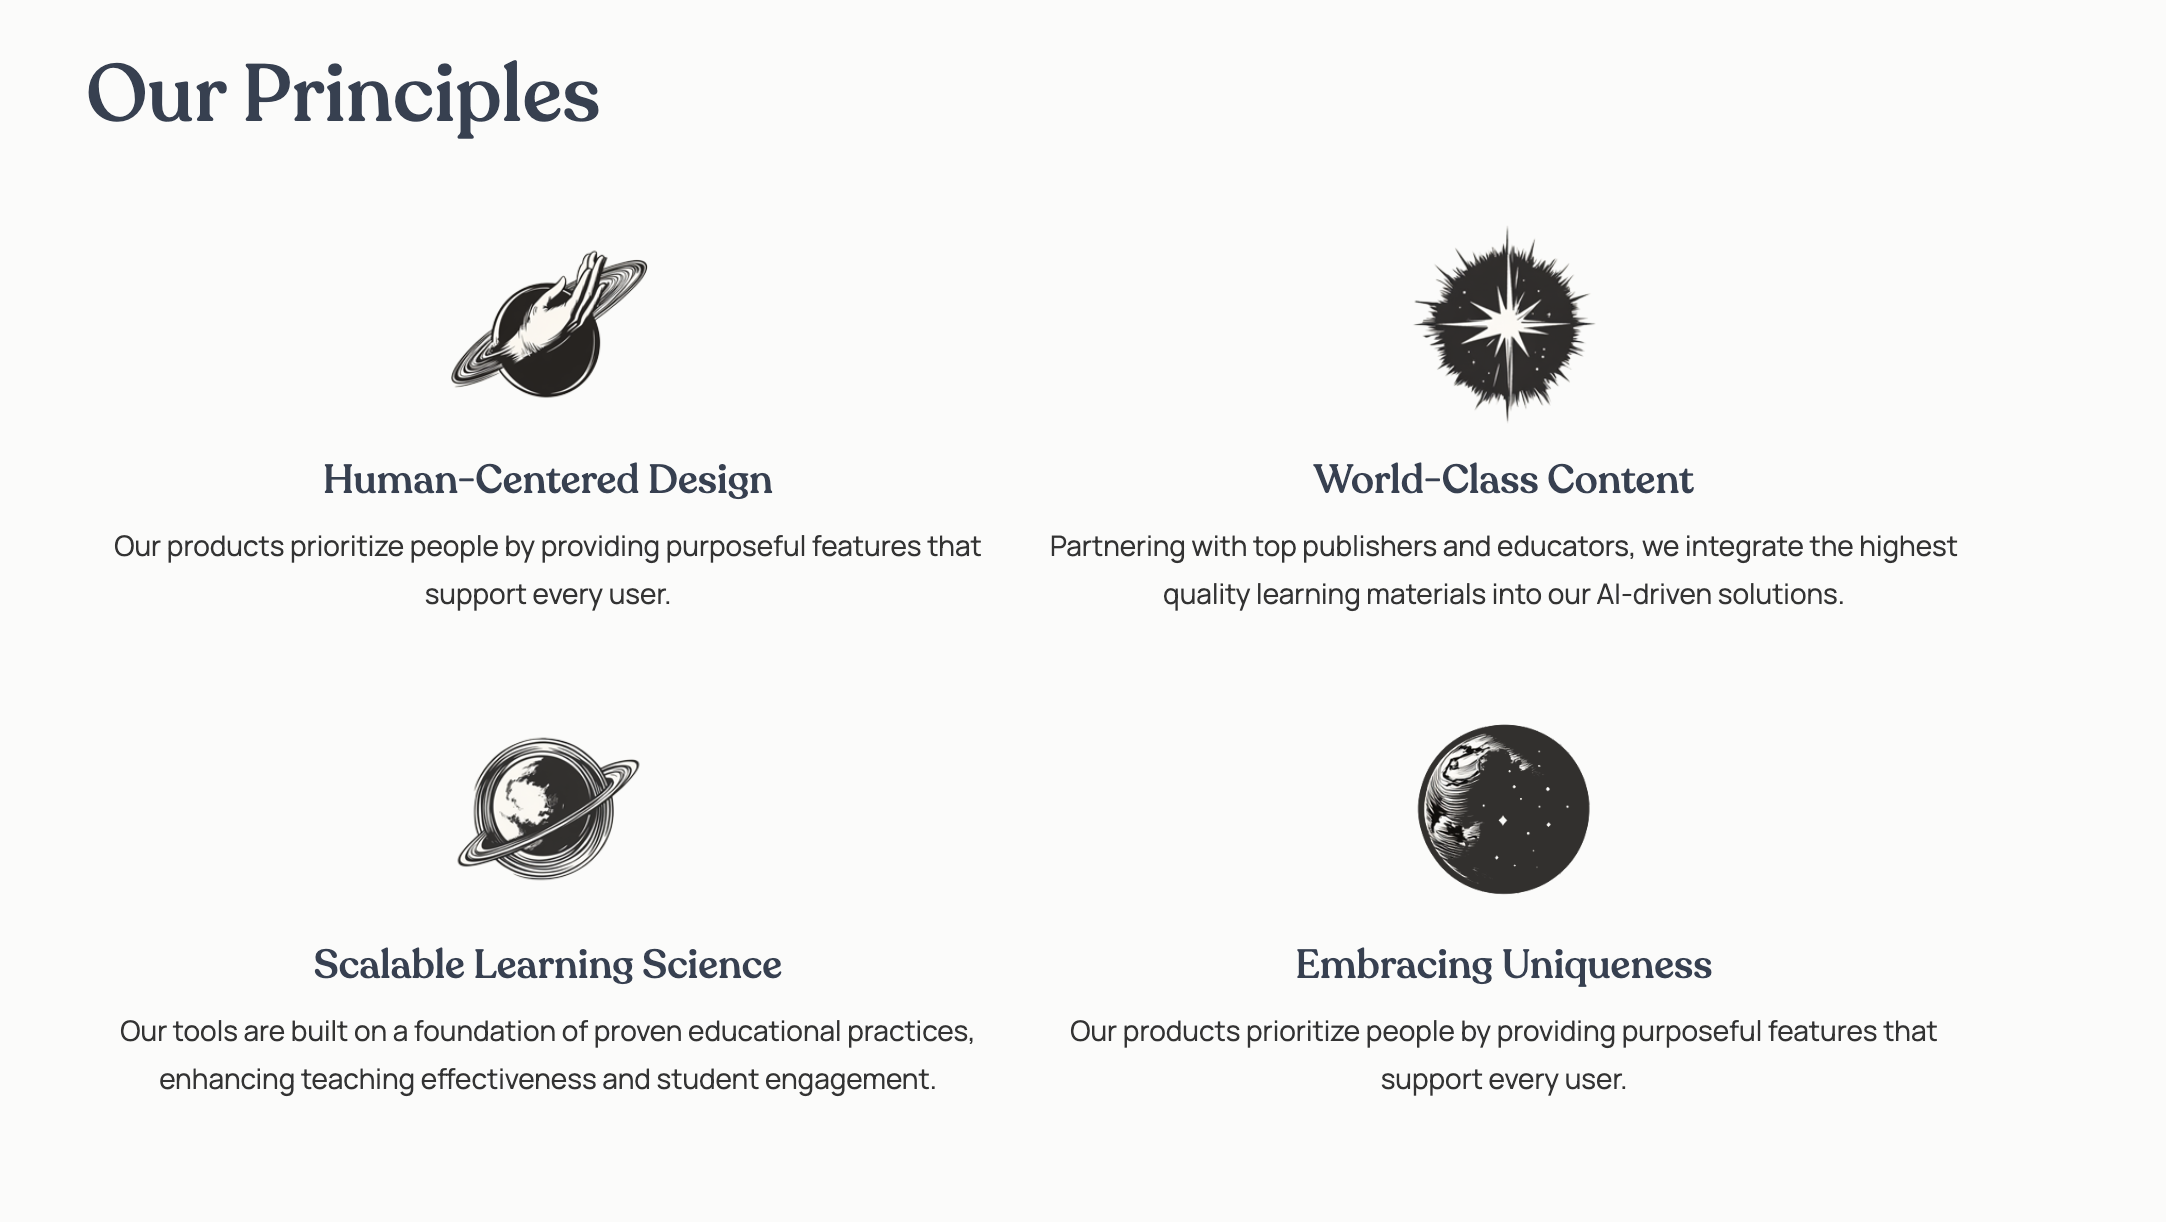 Our Principles
Human-Centered Design
Our products prioritize people by providing purposeful features that
support every user.
World-Class Content
Partnering with top publishers and educators, we integrate the highest
quality learning materials into our AI-driven solutions.
Scalable Learning Science
Our tools are built on a foundation of proven educational practices,
enhancing teaching effectiveness and student engagement.
Embracing Uniqueness
Our products prioritize people by providing purposeful features that
support every user.